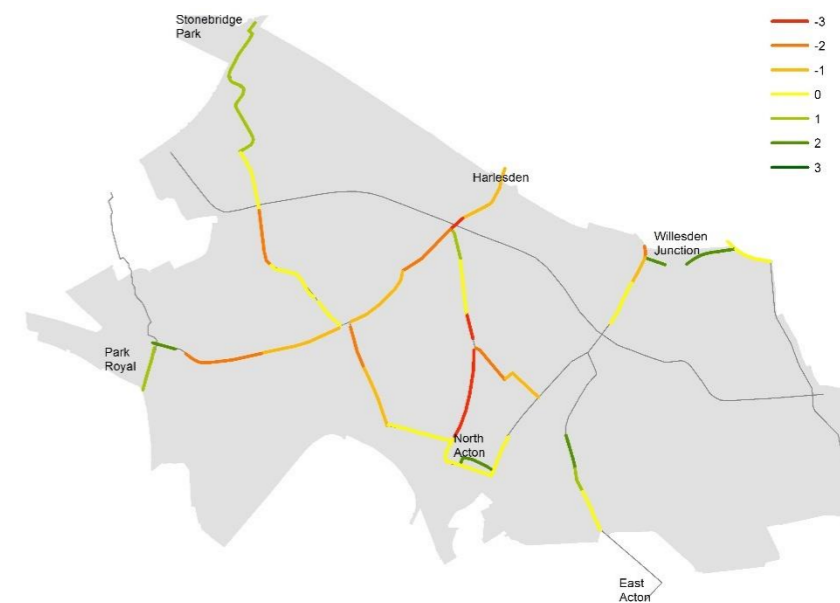 Stonebridge
Park
-3
-2
-1
0
1
2
3
Harlesden
Willesden
Junction
Park
Royal
North
Acton
East
Acton